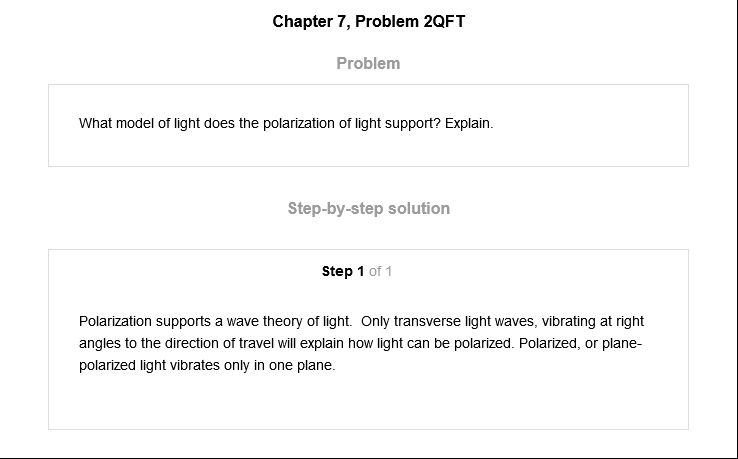 Chapter 7, Problem 2QFT
Problem
What model of light does the polarization of light support? Explain.
Step-by-step solution
Step 1 of 1
Polarization supports a wave theory of light.  Only transverse light waves, vibrating at right
angles to the direction of travel will explain how light can be polarized. Polarized, or plane-
polarized light vibrates only in one plane.